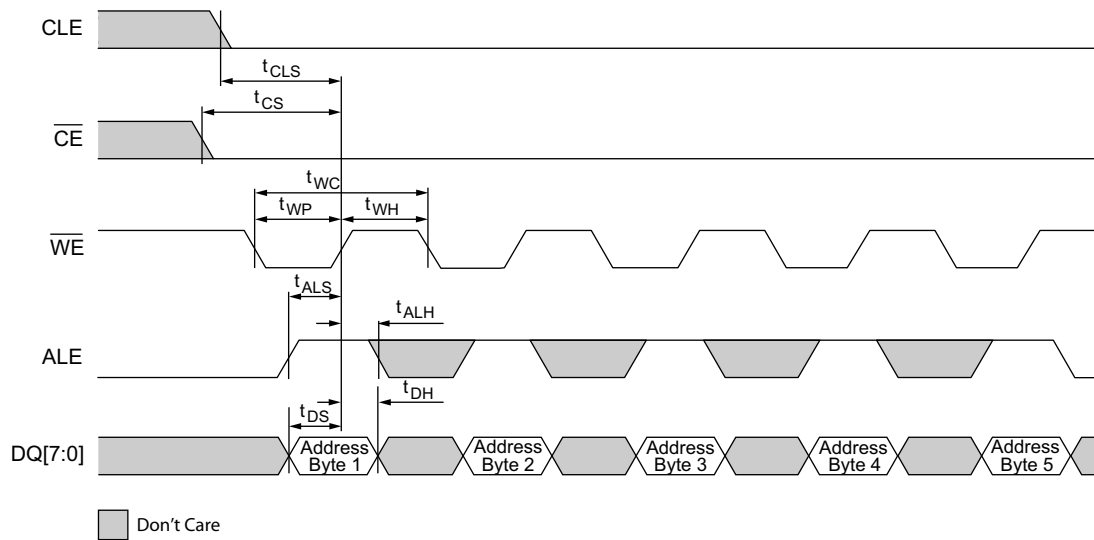 CLE
tCLS
tCS
CE
tWC
tWP
tWH
WE
tALS
tALH
ALE
tDH
tDS
DQ[7:0]
Address
Byte 1
Address
Byte 2
Address
Byte 3
Address
Byte 4
Address
Byte 5
Don't Care